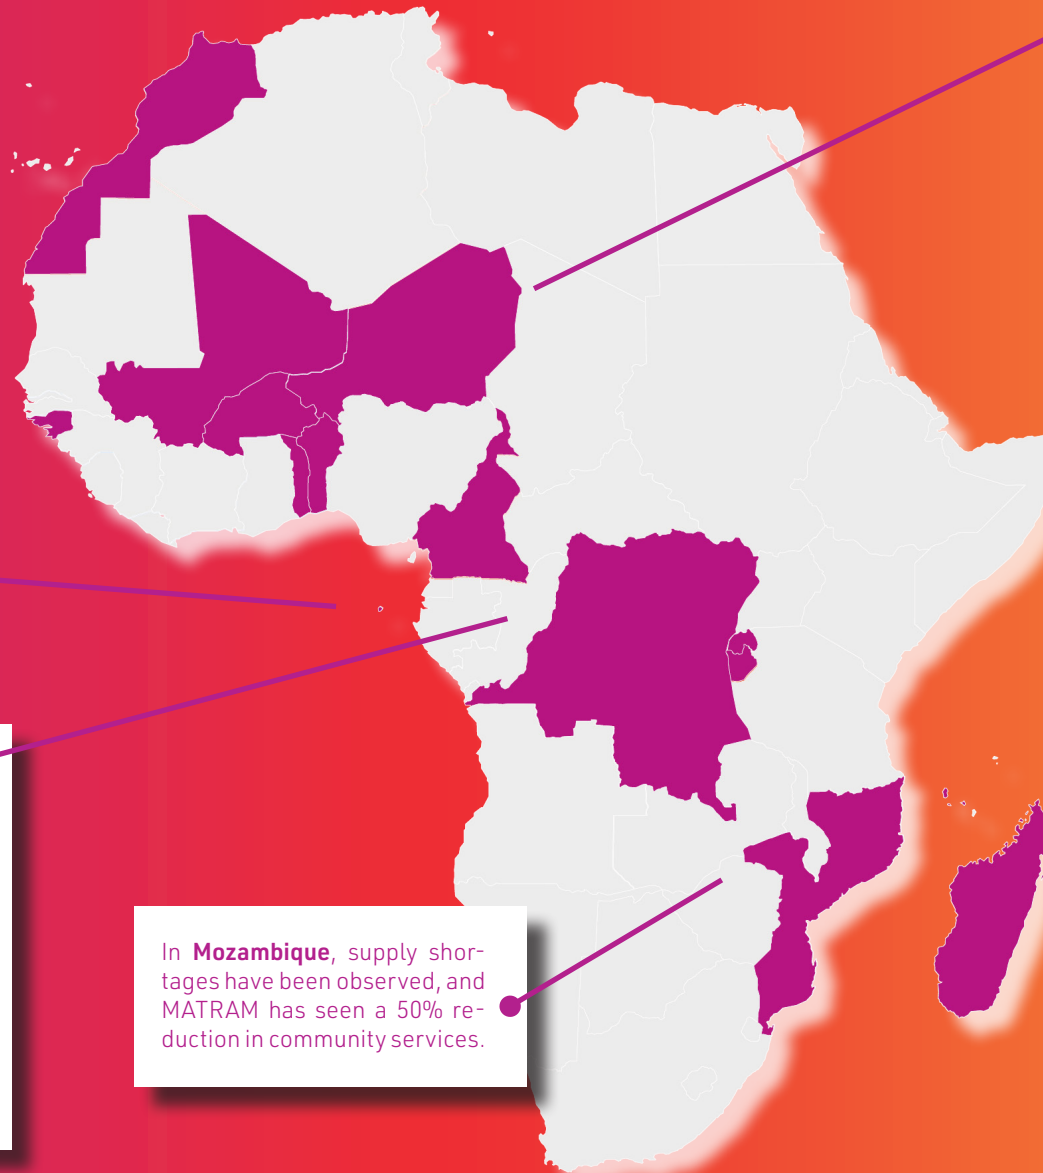 In Mozambique, supply shor-
tages have been observed, and
MATRAM has seen a 50% re-
duction in community services.